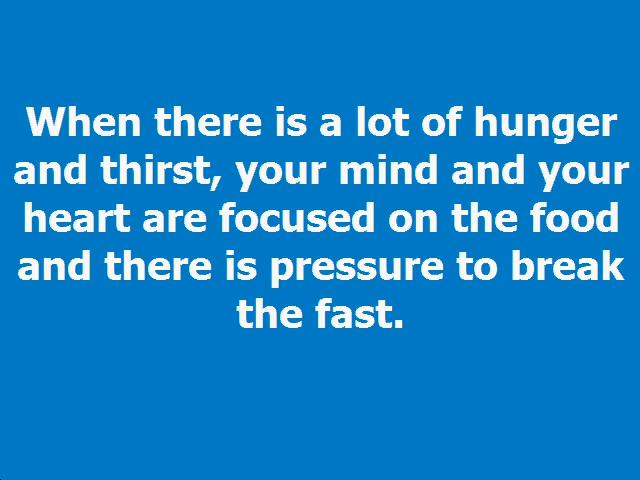 When there is a lot of hunger
and thirst, your mind and your
heart are focused on the food
and there is pressure to break
the fast.